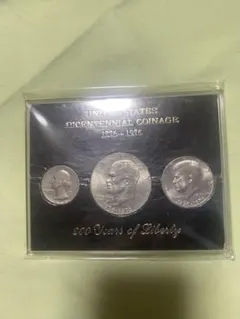 UNITED STATES
BICENTENNIAL COINAGE
1776-1976
200 Years of Liberty